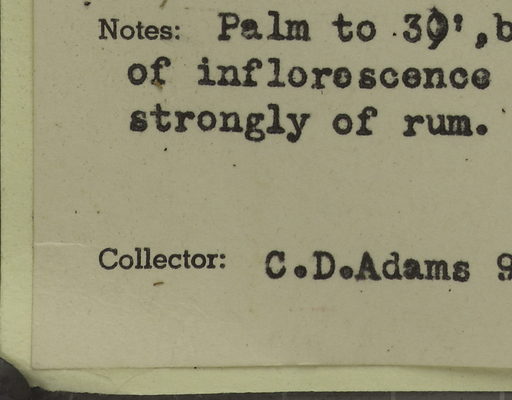 Notes: Palm to 30',b
of inflorescence
strongly of rum.
Collector: C.D.Adams 9